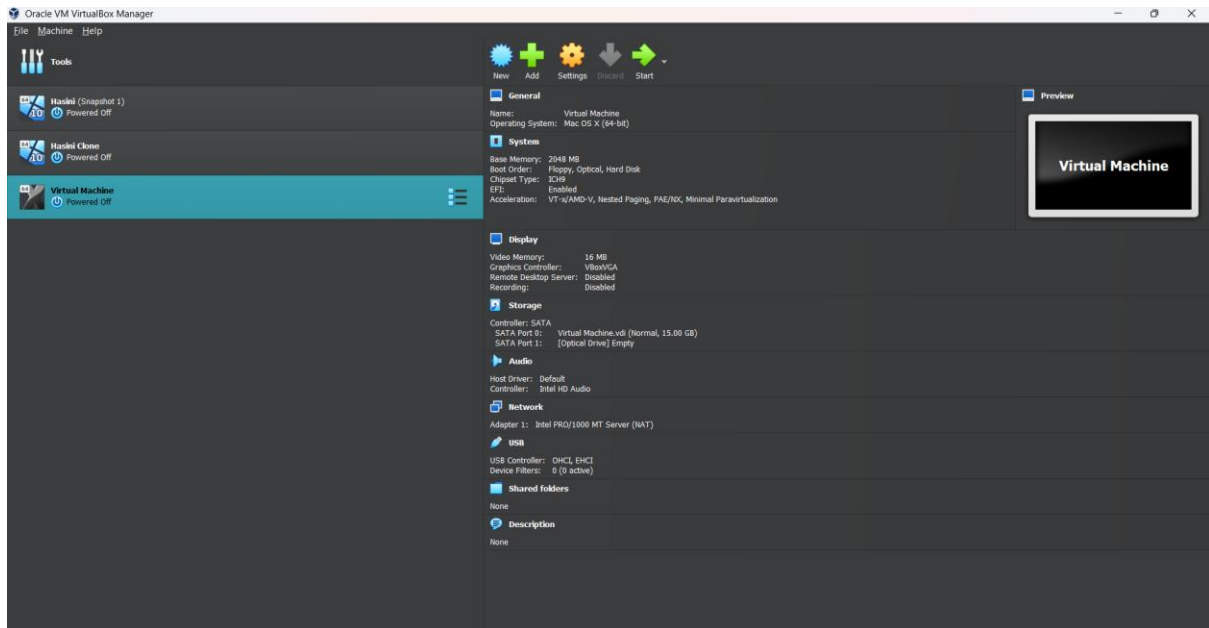 Oracle VM VirtualBox Manager
File Machine Help
Tools
Hasini (Snapshot 1)
Powered Off
Hasini Clone
Powered Off
Virtual Machine
Powered Off
New Add Settings Discard Start
General
Name: Virtual Machine
Operating System: Mac OS X (64-bit)
System
Base Memory: 2048 MB
Boot Order: Floppy, Optical, Hard Disk
Chipset Type: ICH9
EFI: Enabled
Acceleration: VT-x/AMD-V, Nested Paging, PAE/NX, Minimal Paravirtualization
Preview
Virtual Machine
Display
Video Memory: 16 MB
Graphics Controller: VBoxVGA
Remote Desktop Server: Disabled
Recording: Disabled
Storage
Controller: SATA
SATA Port 0: Virtual Machine.vdi (Normal, 15.00 GB)
SATA Port 1: [Optical Drive] Empty
Audio
Host Driver: Default
Controller: Intel HD Audio
Network
Adapter 1: Intel PRO/1000 MT Server (NAT)
USB
USB Controller: OHCI, EHCI
Device Filters: 0 (0 active)
Shared folders
None
Description
None